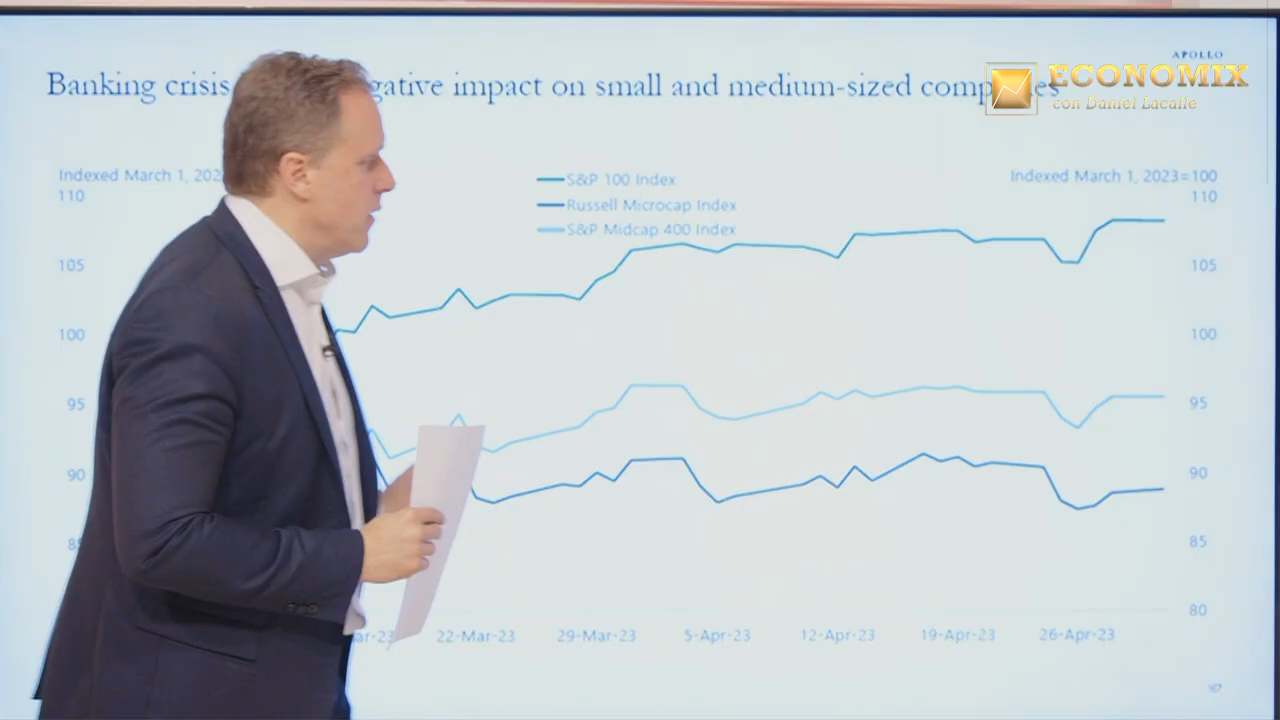 APOLLO
Banking crisis gative impact on small and medium-sized comp es
ECONOMIX
con Daniel Lacalle
Indexed March 1, 202
S&P 100 Index
Indexed March 1, 2023=100
110
Russell Microcap Index
110
S&P Midcap 400 Index
105
105
100
100
95
95
90
90
85
80
ar-23
22-Mar-23
29-Mar-23
5-Apr-23
12-Apr-23
19-Apr-23
26-Apr-23